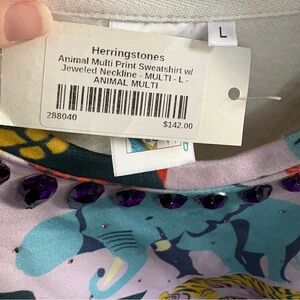 L
Herringstones
Animal Multi Print Sweatshirt w/
Jeweled Neckline - MULTI - L -
ANIMAL MULTI
288040
$142.00